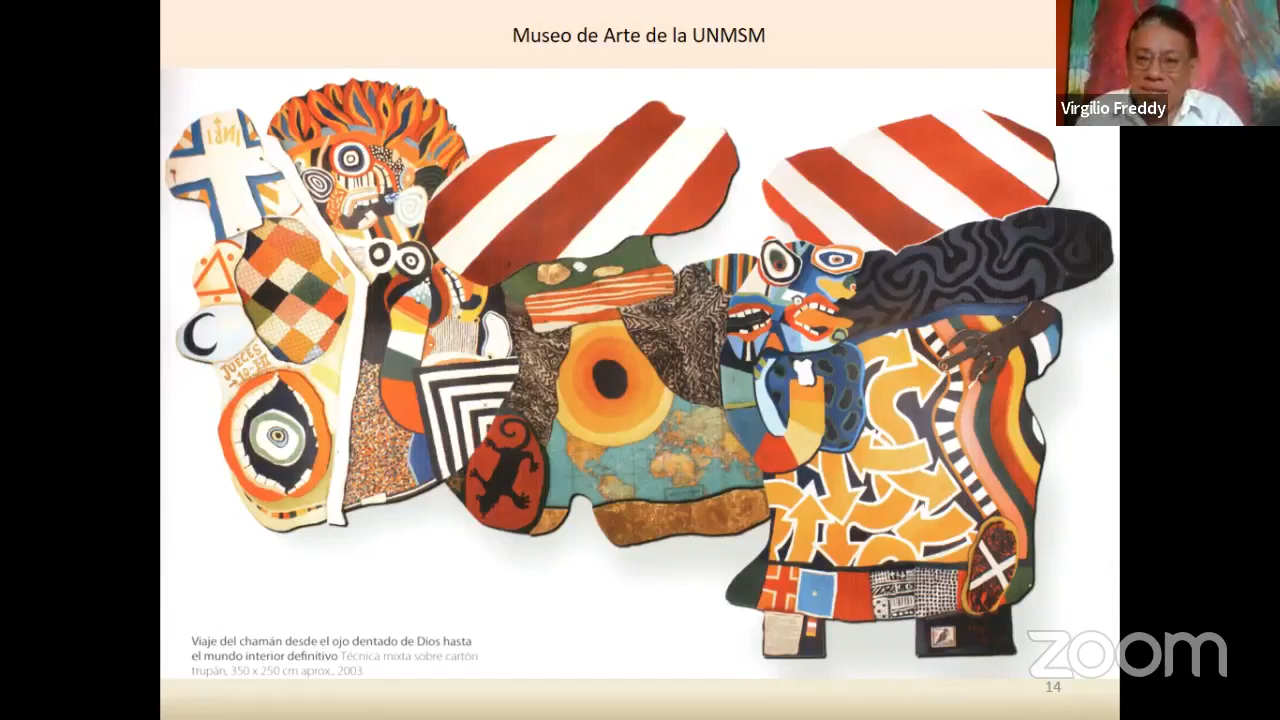 Museo de Arte de la UNMSM
Virgilio Freddy
INRI
JUECES
Viaje del chamán desde el ojo dentado de Dios hasta
el mundo interior definitivo Técnica mixta sobre cartón
trupán, 350 x 250 cm aprox., 2003
zoom
14